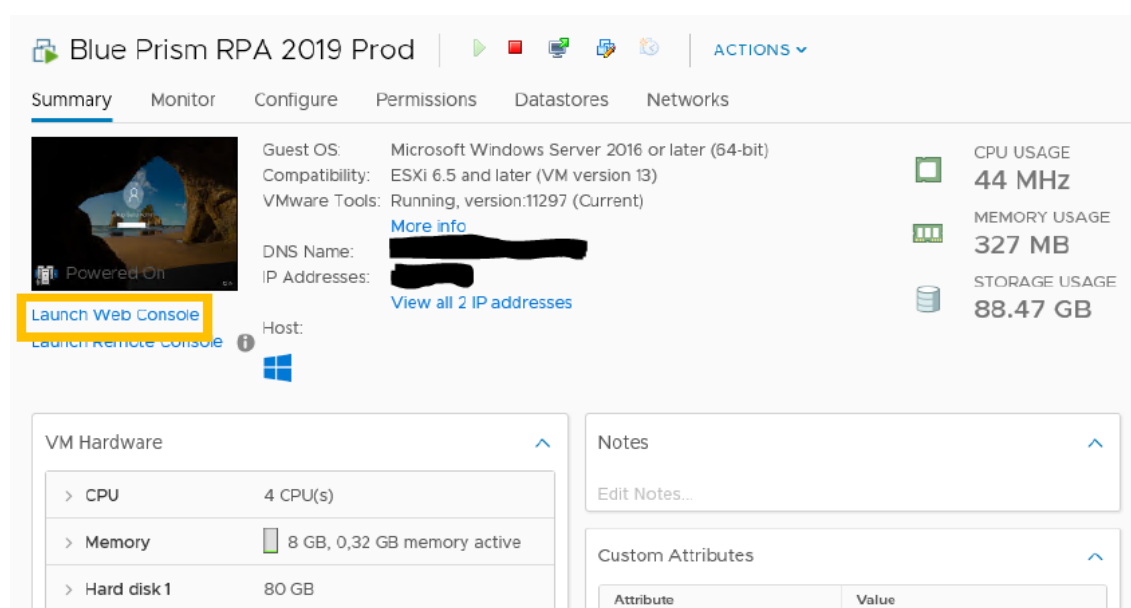 Blue Prism RPA 2019 Prod
ACTIONS
Summary Monitor Configure Permissions Datastores Networks
Powered On
Launch Web Console
Launch Remote Console
Guest OS: Microsoft Windows Server 2016 or later (64-bit)
Compatibility: ESXi 6.5 and later (VM version 13)
VMware Tools: Running, version:11297 (Current)
More info
DNS Name:
IP Addresses:
View all 2 IP addresses
Host:
CPU USAGE
44 MHz
MEMORY USAGE
327 MB
STORAGE USAGE
88.47 GB
VM Hardware
CPU 4 CPU(s)
Memory 8 GB, 0,32 GB memory active
Hard disk 1 80 GB
Notes
Edit Notes...
Custom Attributes
Attribute Value